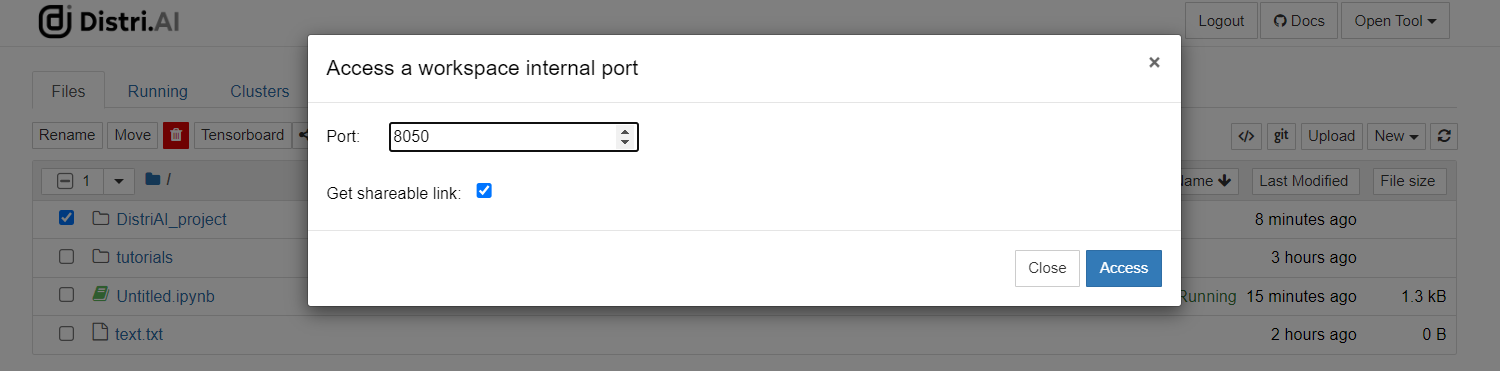 Distri.AI
Logout Docs Open Tool
Access a workspace internal port ×
Files Running Clusters
Rename Move Tensorboard
</> git Upload New
Port: 8050
1 /
Last Modified File size
Get shareable link:
DistriAI_project 8 minutes ago
tutorials 3 hours ago
Close Access
Untitled.ipynb Running 15 minutes ago 1.3 kB
text.txt 2 hours ago 0 B